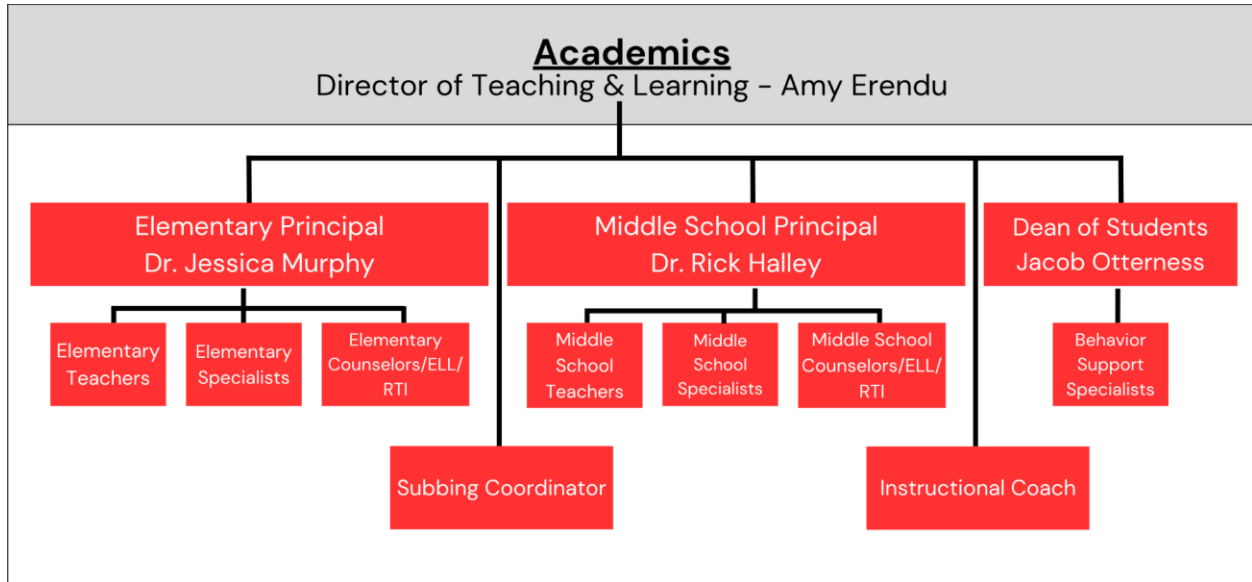 Academics
Director of Teaching & Learning - Amy Erendu
Elementary Principal
Dr. Jessica Murphy
Middle School Principal
Dr. Rick Halley
Dean of Students
Jacob Otterness
Elementary
Teachers
Elementary
Specialists
Elementary
Counselors/ELL/
RTI
Middle
School
Teachers
Middle
School
Specialists
Middle School
Counselors/ELL/
RTI
Behavior
Support
Specialists
Subbing Coordinator
Instructional Coach